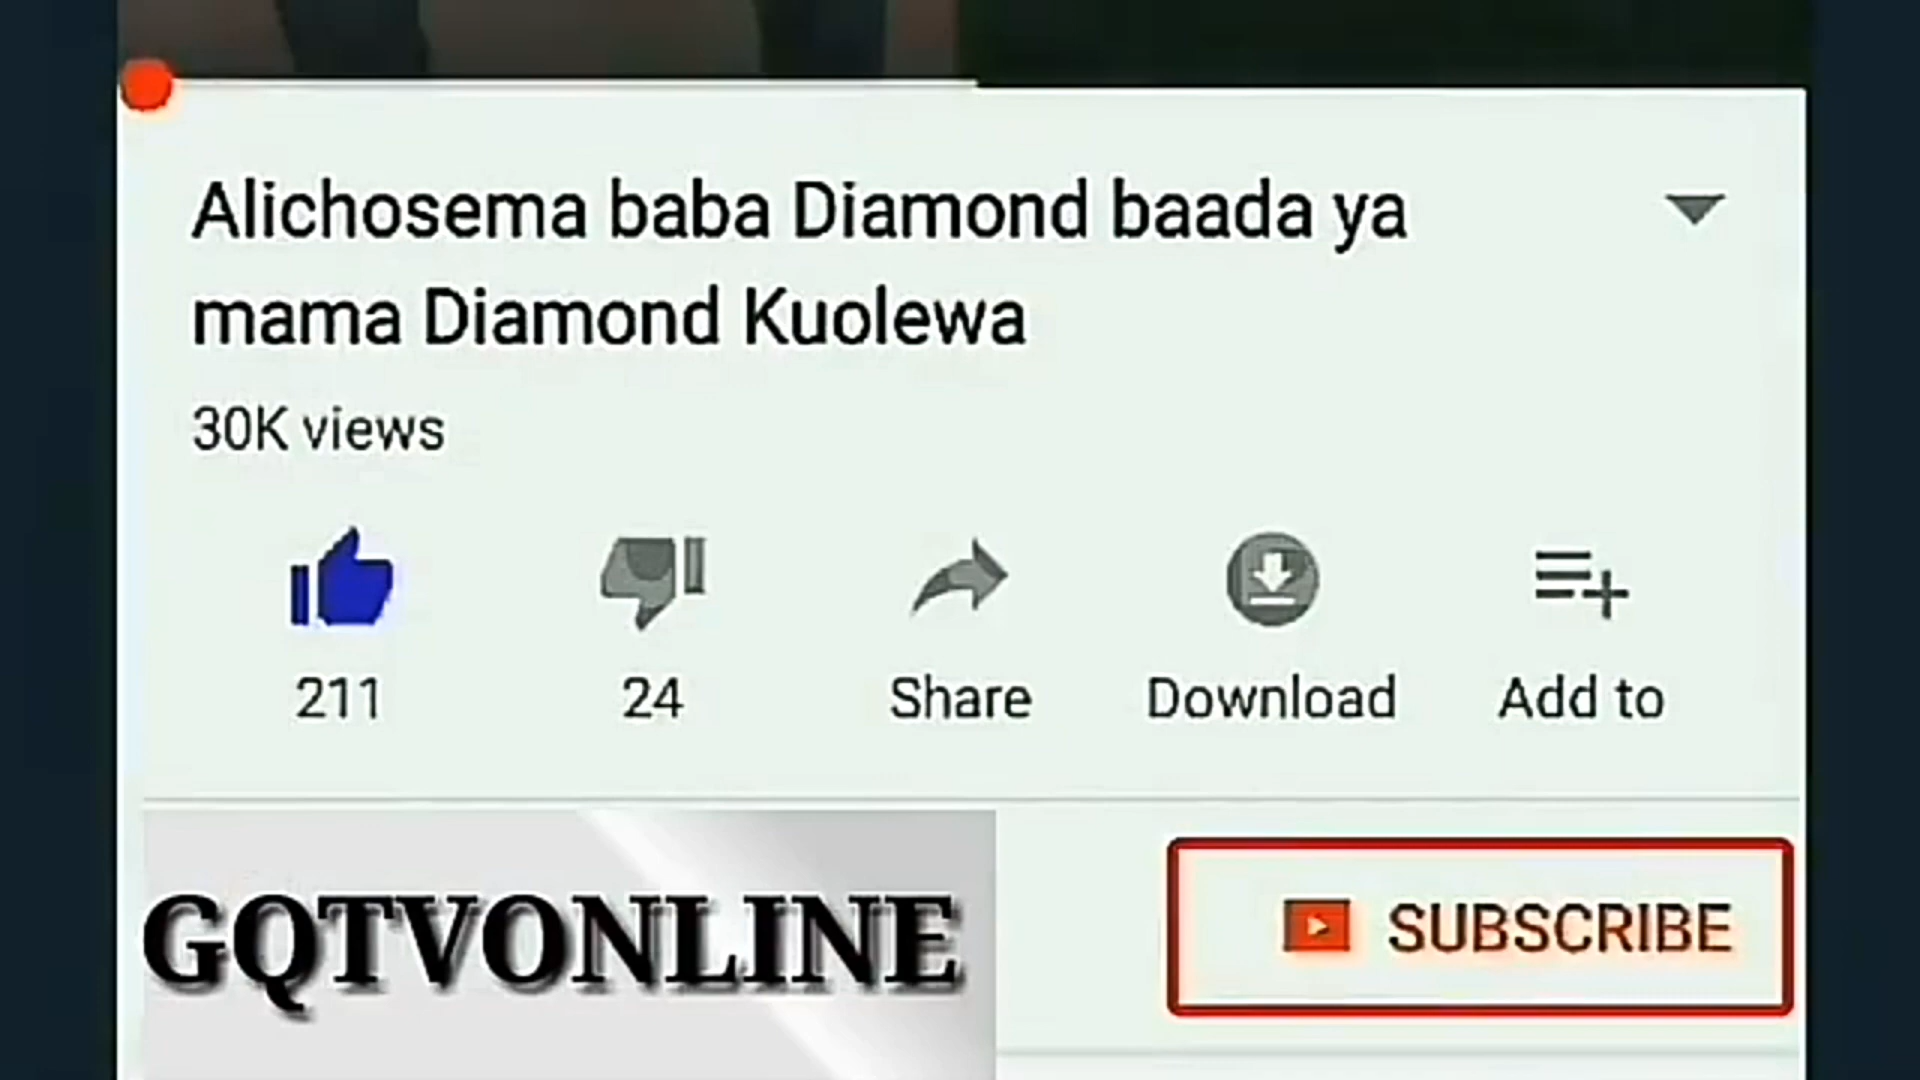 Alichosema baba Diamond baada ya
mama Diamond Kuolewa
30K views
211
24
Share
Download
Add to
GQTVONLINE
SUBSCRIBE